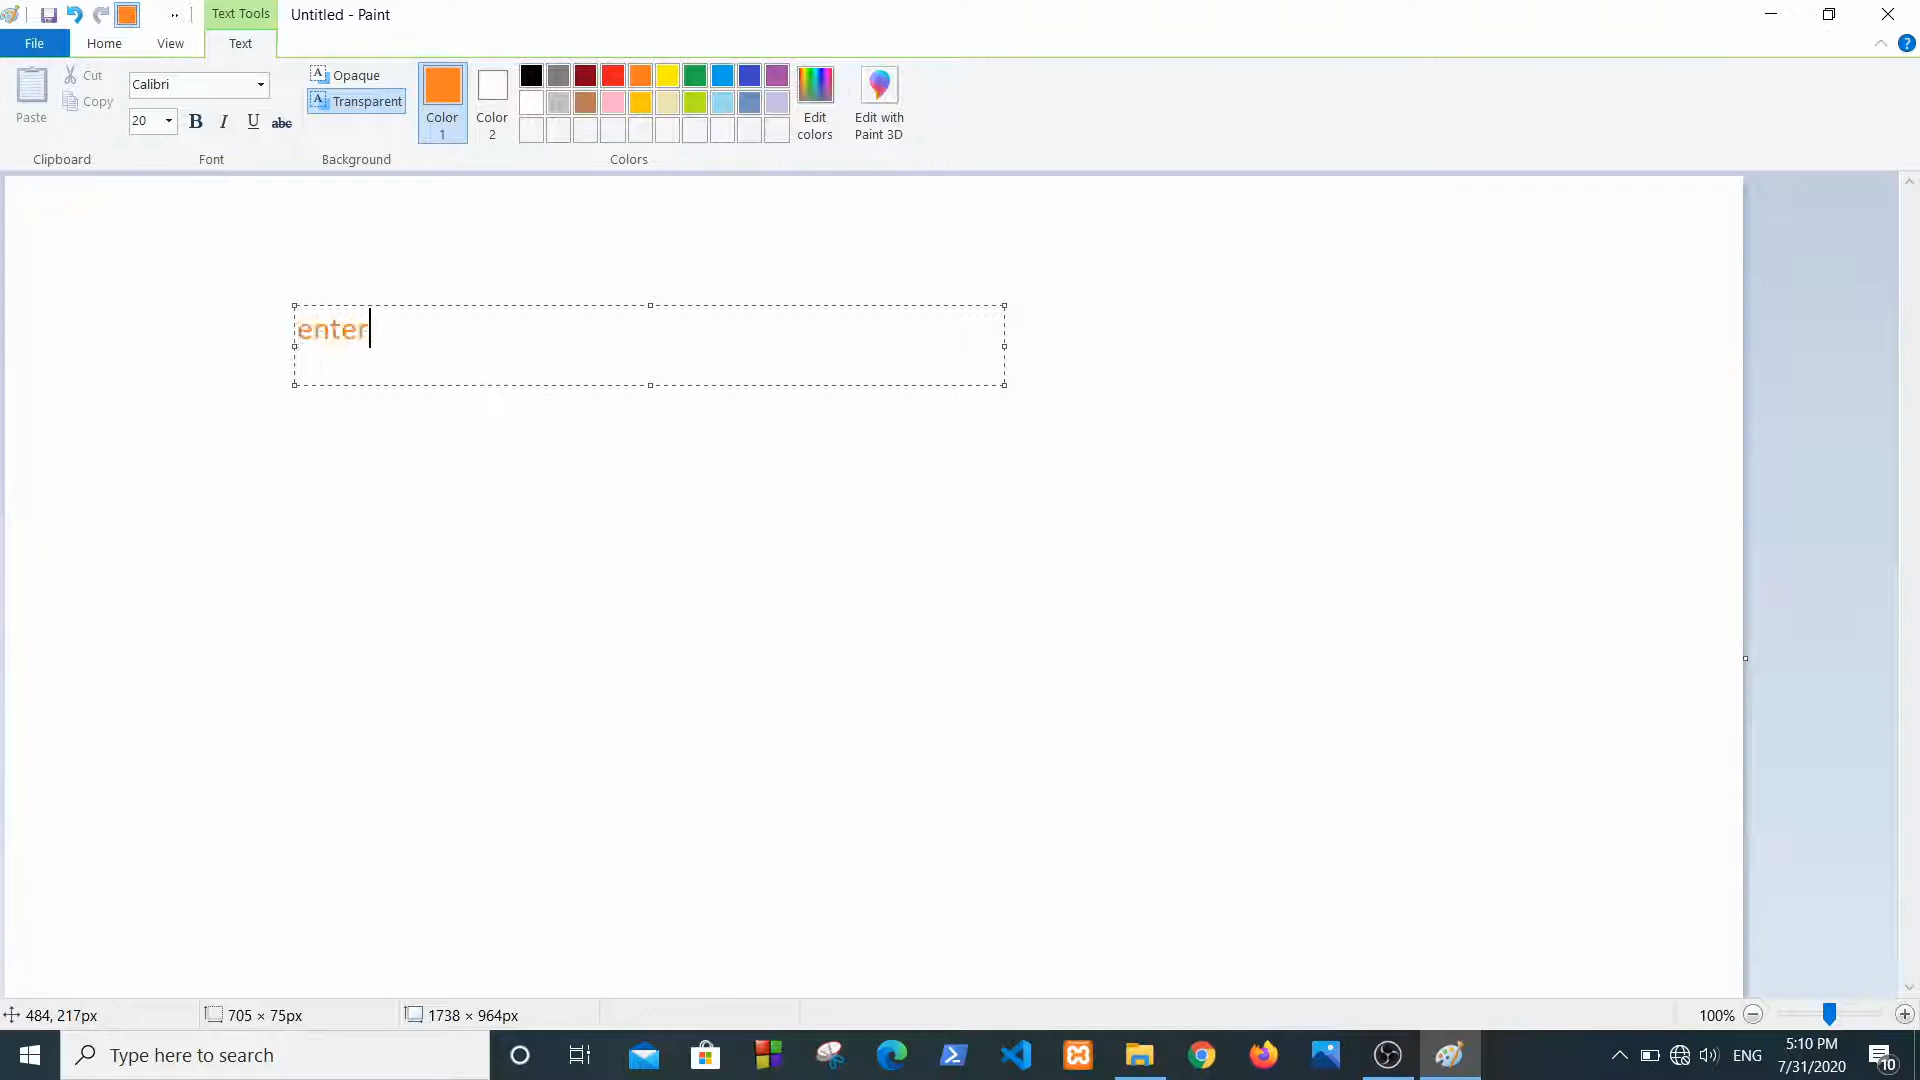 Text Tools
Untitled - Paint
File
Home
View
Text
Paste
Cut
Copy
Clipboard
Calibri
20
B
I
U
abc
Font
A Opaque
A Transparent
Background
Color
1
Color
2
Colors
Edit
colors
Edit with
Paint 3D
enter
484, 217px
705 × 75px
1738 × 964px
100%
Type here to search
ENG
5:10 PM
7/31/2020
10